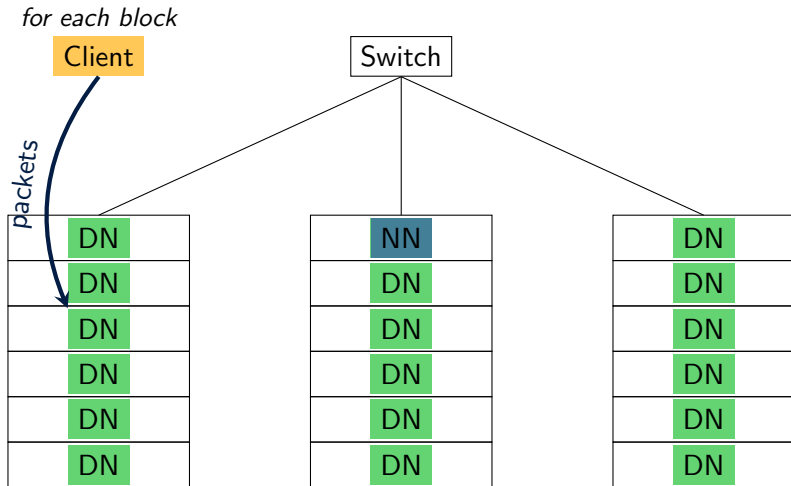 for each block
Client
Switch
packets
DN NN DN
DN DN DN
DN DN DN
DN DN DN
DN DN DN
DN DN DN